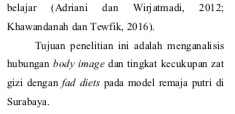 belajar (Adriani dan Wirjatmadi, 2012;
Khawandanah dan Tewfik, 2016).
Tujuan penelitian ini adalah menganalisis
hubungan body image dan tingkat kecukupan zat
gizi dengan fad diets pada model remaja putri di
Surabaya.